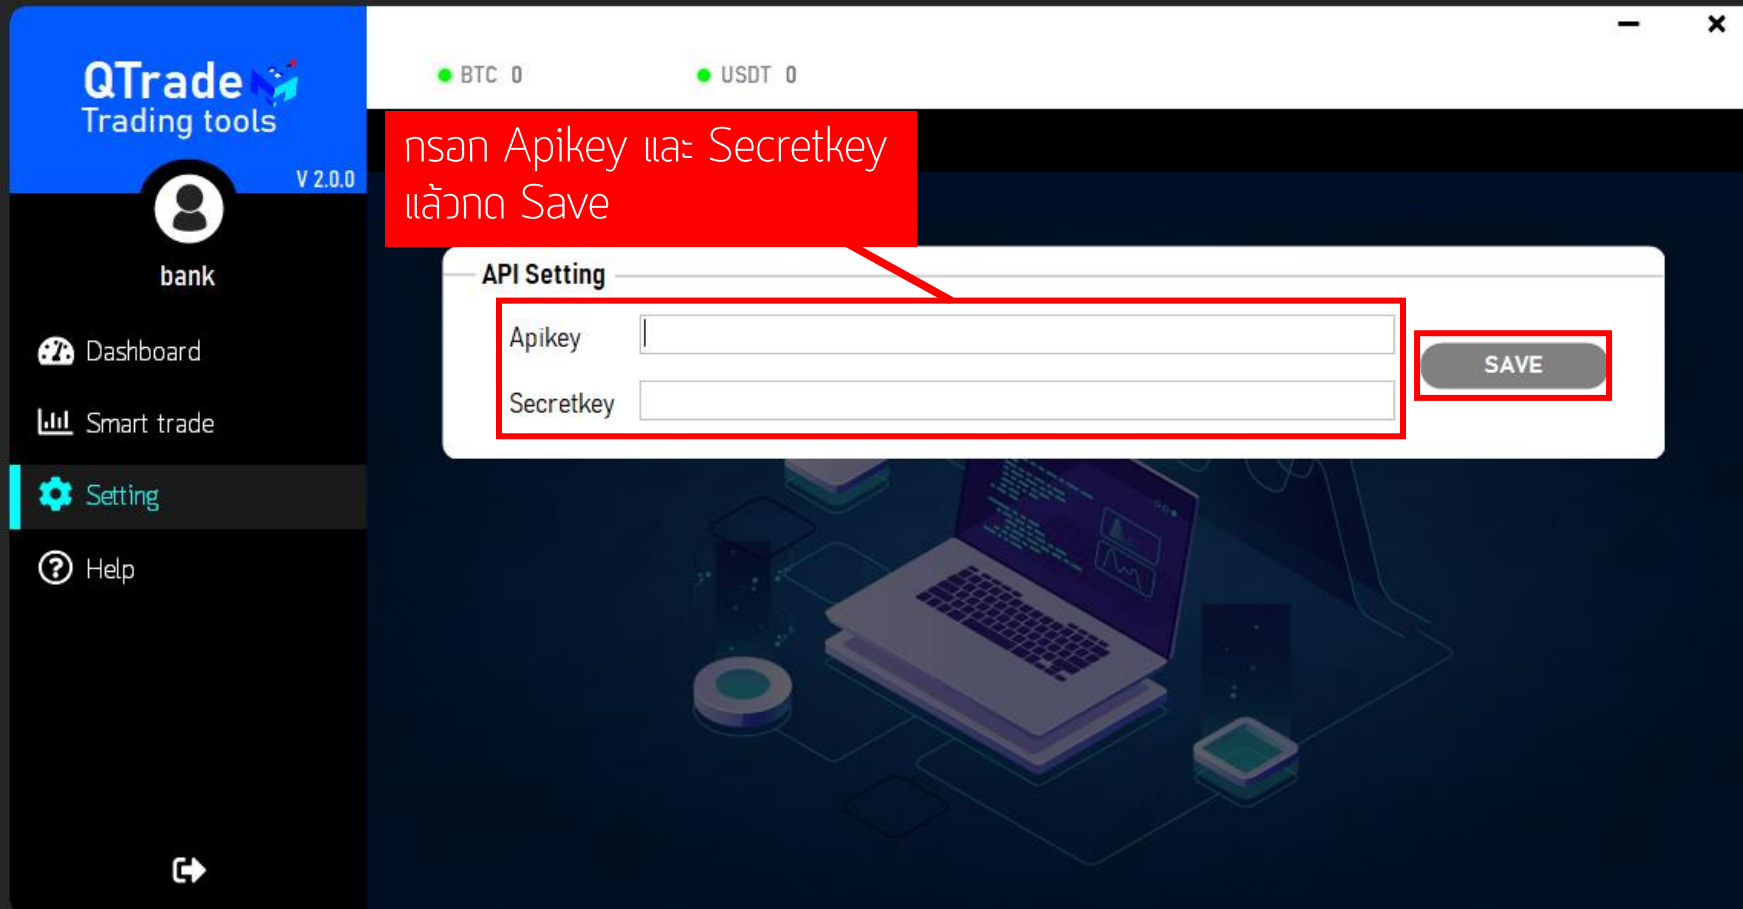 QTrade
Trading tools
V 2.0.0
bank
Dashboard
Smart trade
Setting
Help
BTC 0
USDT 0
กรอก Apikey และ Secretkey
แล้วกด Save
API Setting
Apikey
Secretkey
SAVE